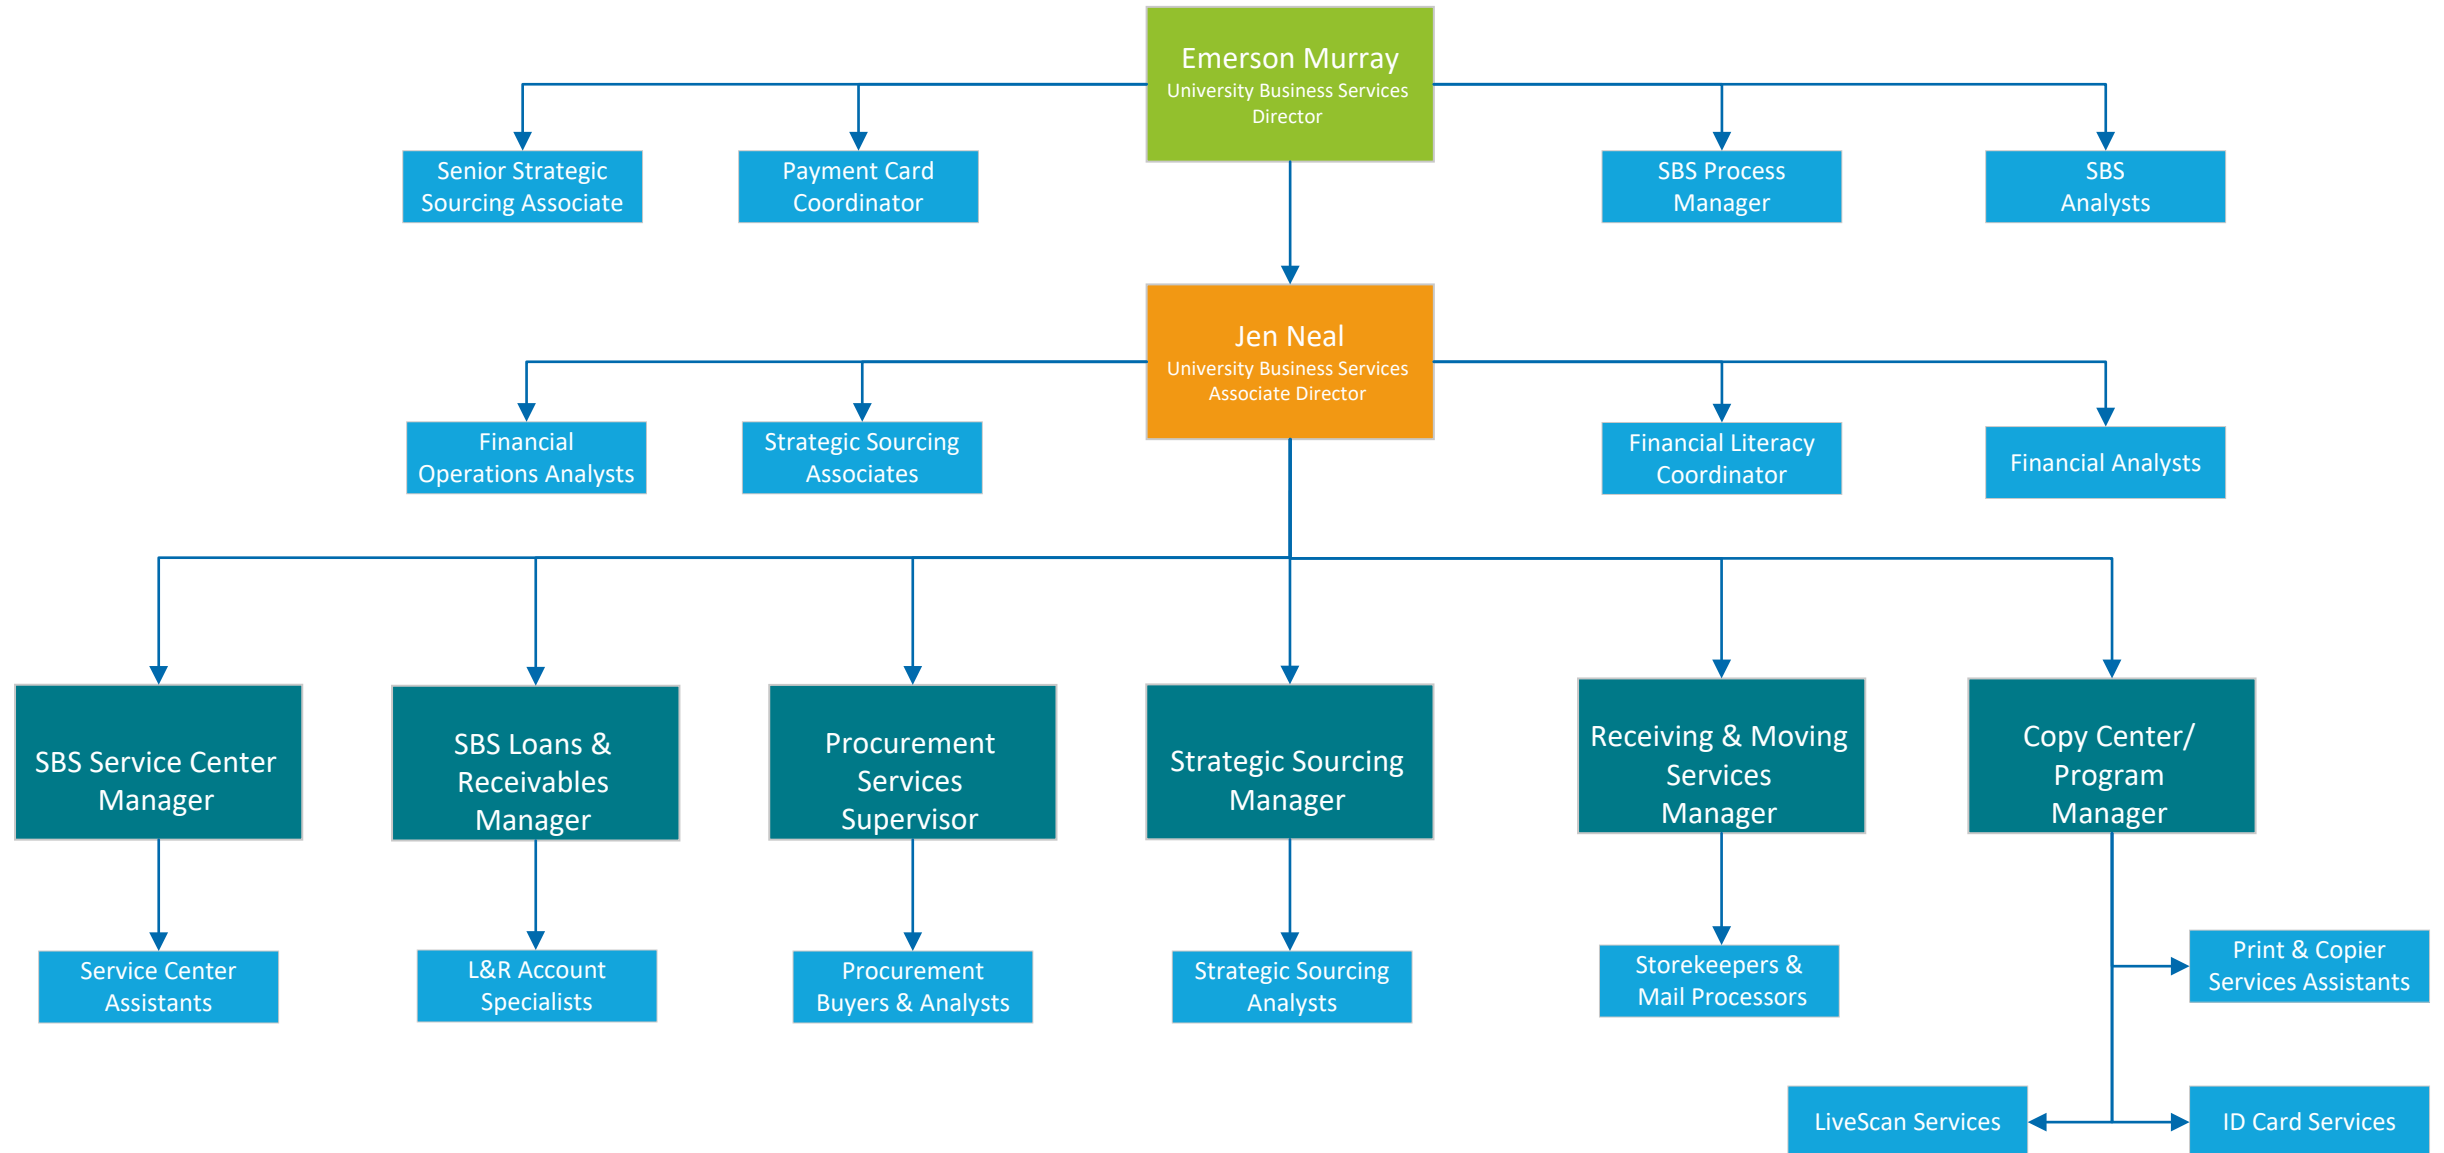 Emerson Murray
University Business Services
Director
Senior Strategic
Sourcing Associate
Payment Card
Coordinator
SBS Process
Manager
SBS
Analysts
Jen Neal
University Business Services
Associate Director
Financial
Operations Analysts
Strategic Sourcing
Associates
Financial Literacy
Coordinator
Financial Analysts
SBS Service Center
Manager
SBS Loans &
Receivables
Manager
Procurement
Services
Supervisor
Strategic Sourcing
Manager
Receiving & Moving
Services
Manager
Copy Center/
Program
Manager
Service Center
Assistants
L&R Account
Specialists
Procurement
Buyers & Analysts
Strategic Sourcing
Analysts
Storekeepers &
Mail Processors
Print & Copier
Services Assistants
LiveScan Services
ID Card Services